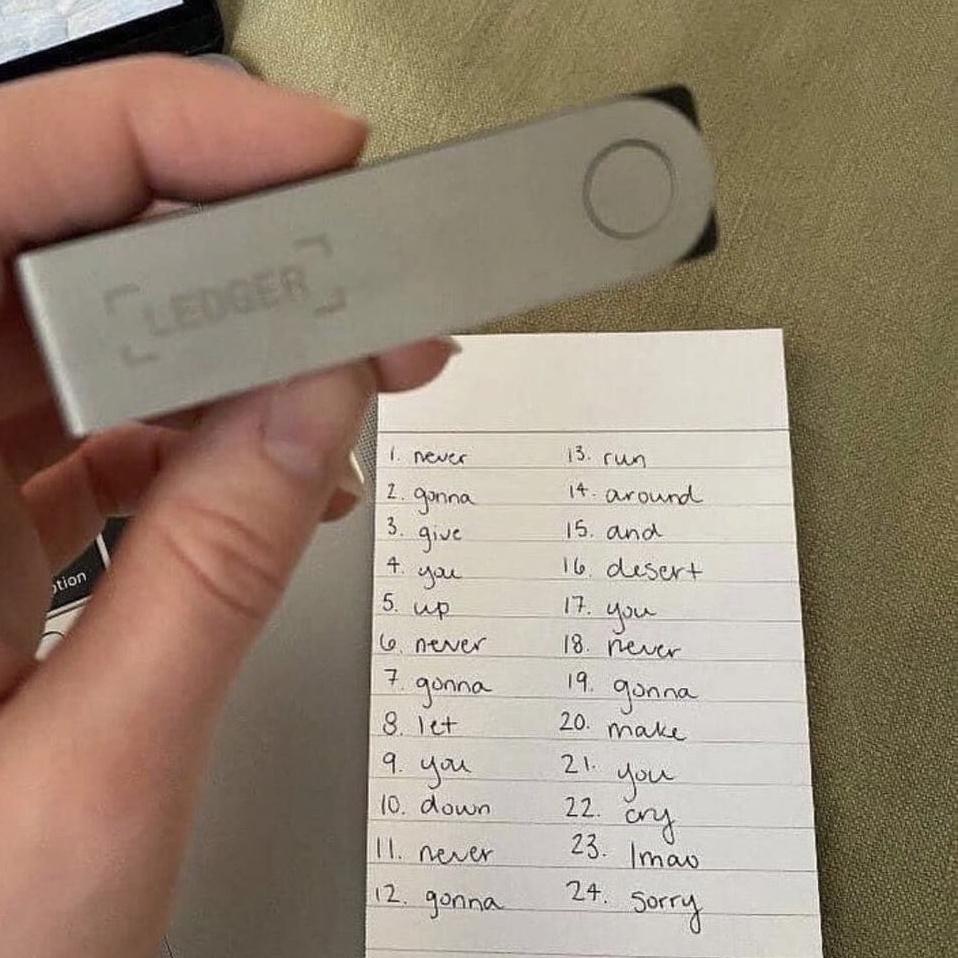 LEDGER
1. never
2. gonna
3. give
4. you
5. up
6. never
7. gonna
8. let
9. you
10. down
11. never
12. gonna
13. run
14. around
15. and
16. desert
17. you
18. never
19. gonna
20. make
21. you
22. cry
23. lmao
24. sorry